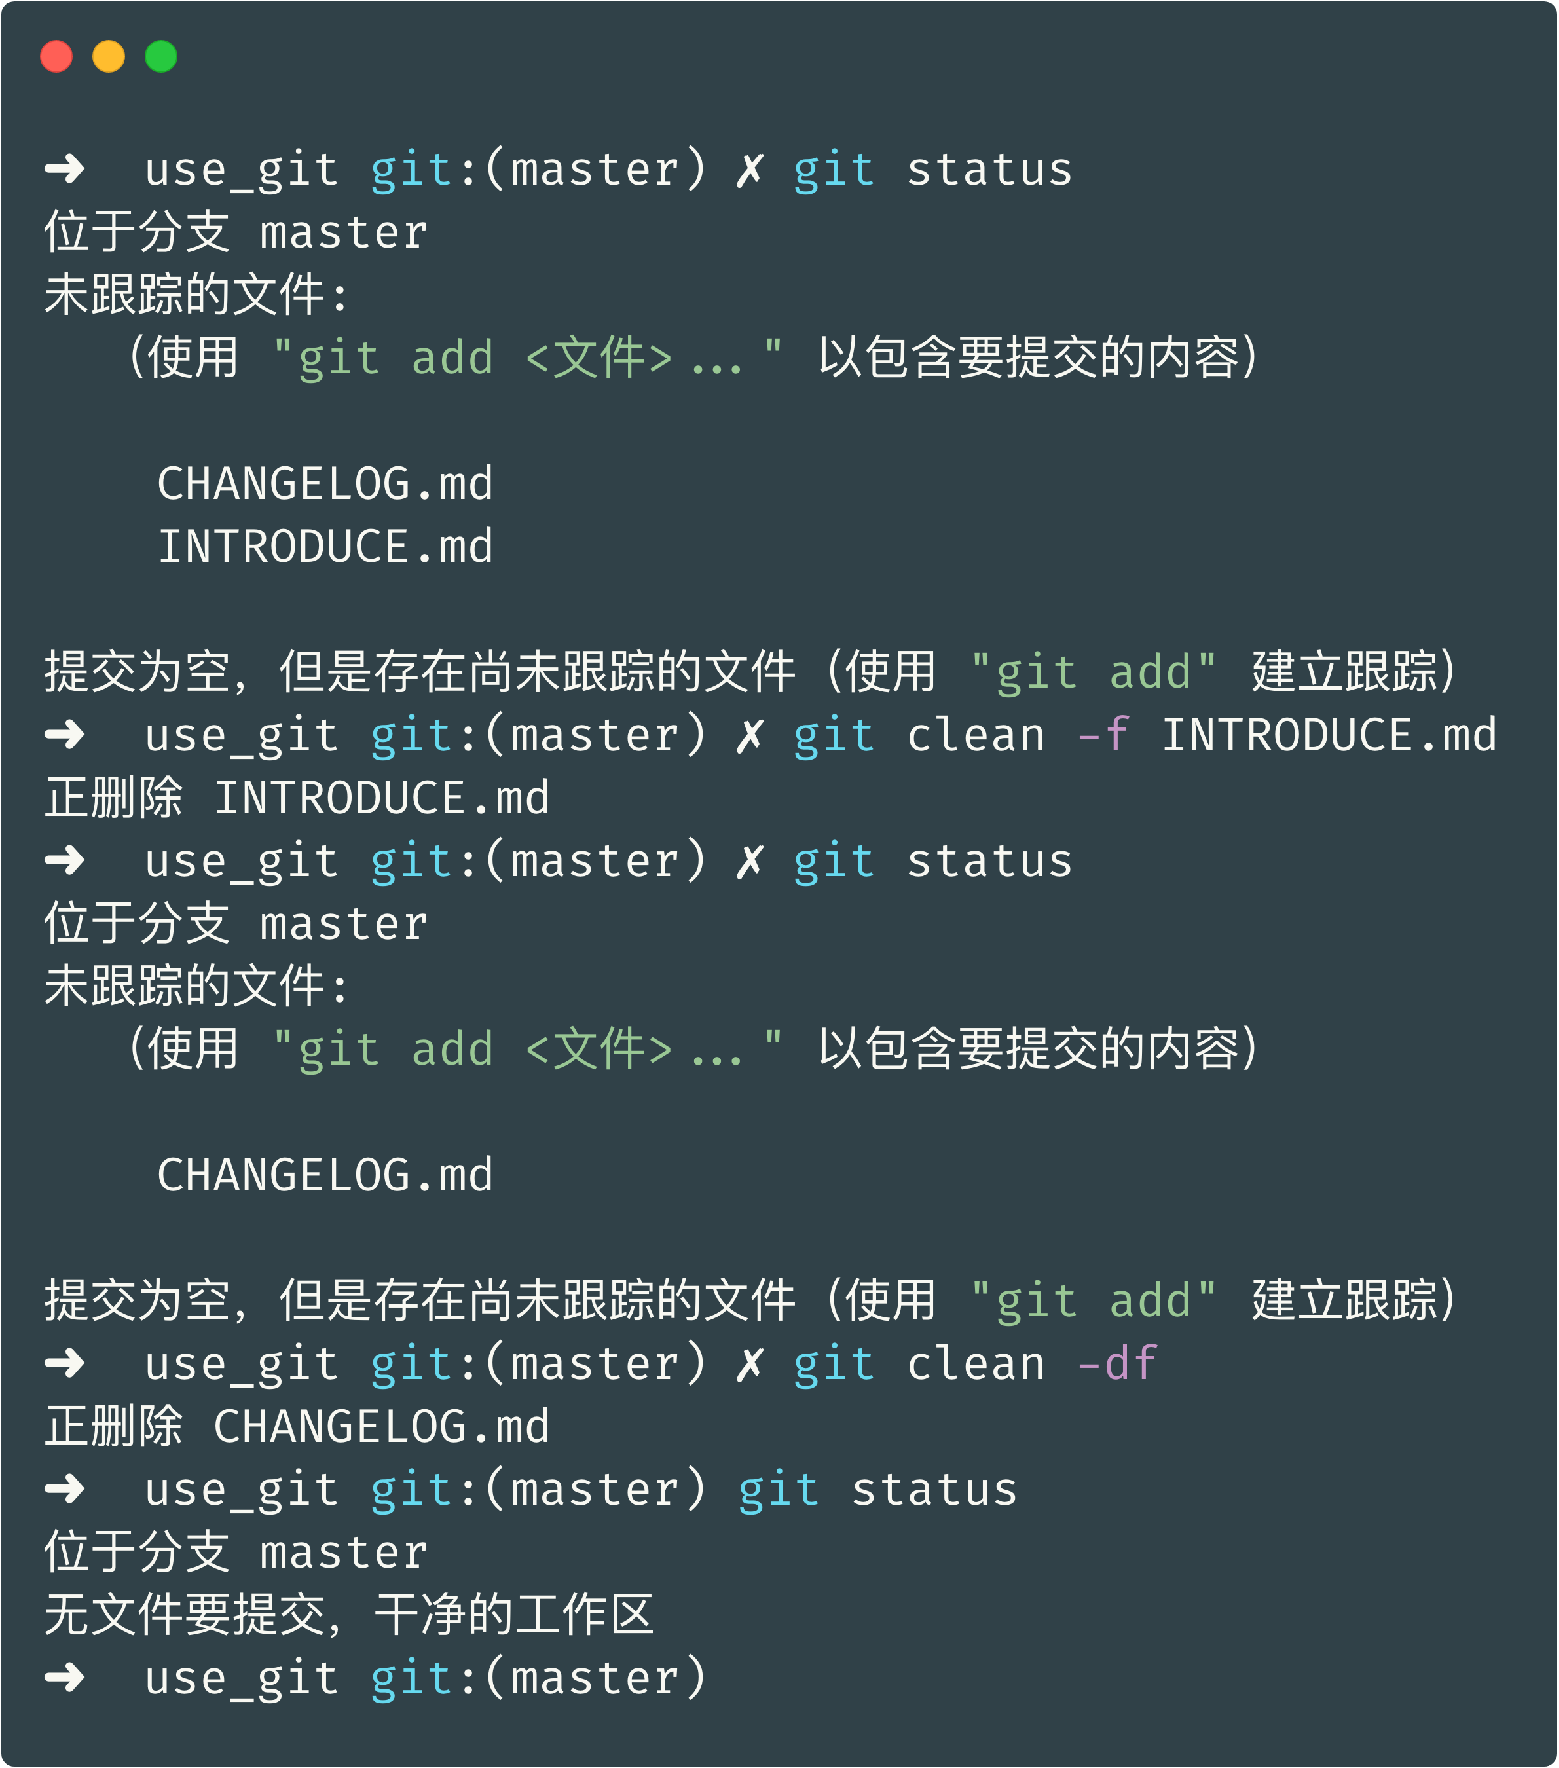 ➜  use_git git:(master) ✗ git status
位于分支 master
未跟踪的文件:
  (使用 "git add <文件>..." 以包含要提交的内容)
CHANGELOG.md
INTRODUCE.md
提交为空，但是存在尚未跟踪的文件（使用 "git add" 建立跟踪）
➜  use_git git:(master) ✗ git clean -f INTRODUCE.md
正删除 INTRODUCE.md
➜  use_git git:(master) ✗ git status
位于分支 master
未跟踪的文件:
  (使用 "git add <文件>..." 以包含要提交的内容)
CHANGELOG.md
提交为空，但是存在尚未跟踪的文件（使用 "git add" 建立跟踪）
➜  use_git git:(master) ✗ git clean -df
正删除 CHANGELOG.md
➜  use_git git:(master) git status
位于分支 master
无文件要提交，干净的工作区
➜  use_git git:(master)